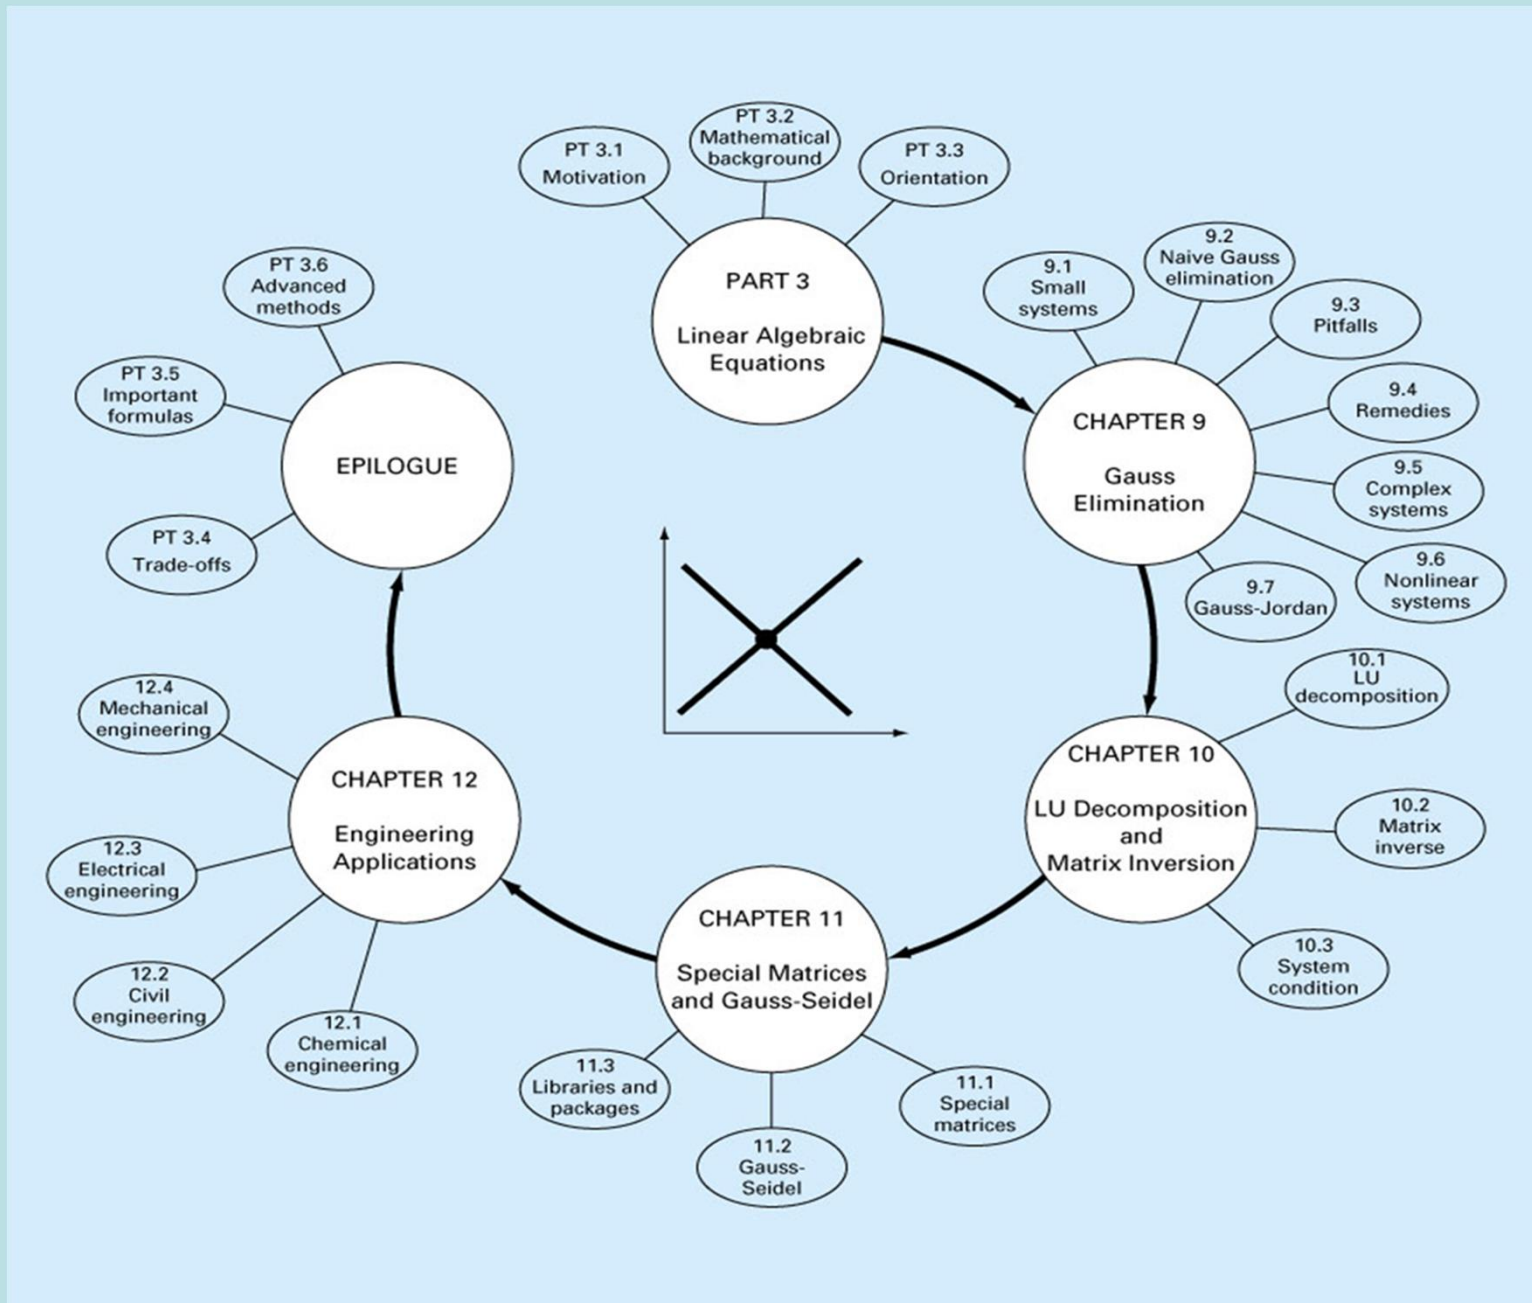 PT 3.1
Motivation
PT 3.2
Mathematical
background
PT 3.3
Orientation
PART 3
Linear Algebraic
Equations
9.1
Small
systems
9.2
Naive Gauss
elimination
9.3
Pitfalls
9.4
Remedies
9.5
Complex
systems
9.6
Nonlinear
systems
9.7
Gauss-Jordan
CHAPTER 9
Gauss
Elimination
10.1
LU
decomposition
10.2
Matrix
inverse
10.3
System
condition
CHAPTER 10
LU Decomposition
and
Matrix Inversion
CHAPTER 11
Special Matrices
and Gauss-Seidel
11.1
Special
matrices
11.2
Gauss-
Seidel
11.3
Libraries and
packages
CHAPTER 12
Engineering
Applications
12.1
Chemical
engineering
12.2
Civil
engineering
12.3
Electrical
engineering
12.4
Mechanical
engineering
EPILOGUE
PT 3.4
Trade-offs
PT 3.5
Important
formulas
PT 3.6
Advanced
methods